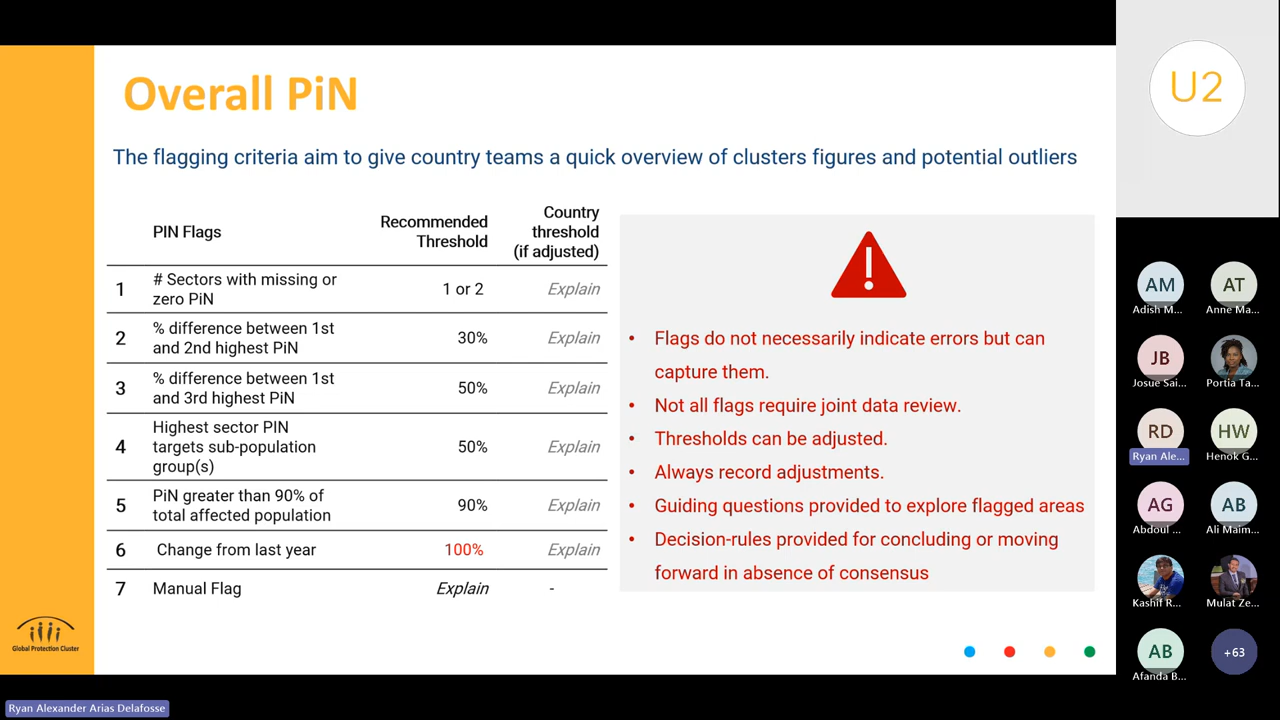 Overall PiN
The flagging criteria aim to give country teams a quick overview of clusters figures and potential outliers
PIN Flags
Recommended
Threshold
Country
threshold
(if adjusted)
1
# Sectors with missing or
zero PiN
1 or 2
Explain
2
% difference between 1st
and 2nd highest PiN
30%
Explain
3
% difference between 1st
and 3rd highest PiN
50%
Explain
4
Highest sector PIN
targets sub-population
group(s)
50%
Explain
5
PiN greater than 90% of
total affected population
90%
Explain
6
Change from last year
100%
Explain
7
Manual Flag
Explain
-
!
• Flags do not necessarily indicate errors but can
capture them.
• Not all flags require joint data review.
• Thresholds can be adjusted.
• Always record adjustments.
• Guiding questions provided to explore flagged areas
• Decision-rules provided for concluding or moving
forward in absence of consensus
Global Protection Cluster
Ryan Alexander Arias Delafosse
U2
AM
Adish M...
AT
Anne Ma...
JB
Josue Sai...
Portia Ta...
RD
Ryan Ale...
HW
Henok G...
AG
Abdoul ...
AB
Ali Maim...
Kashif R...
Mulat Ze...
AB
Afanda B...
+63